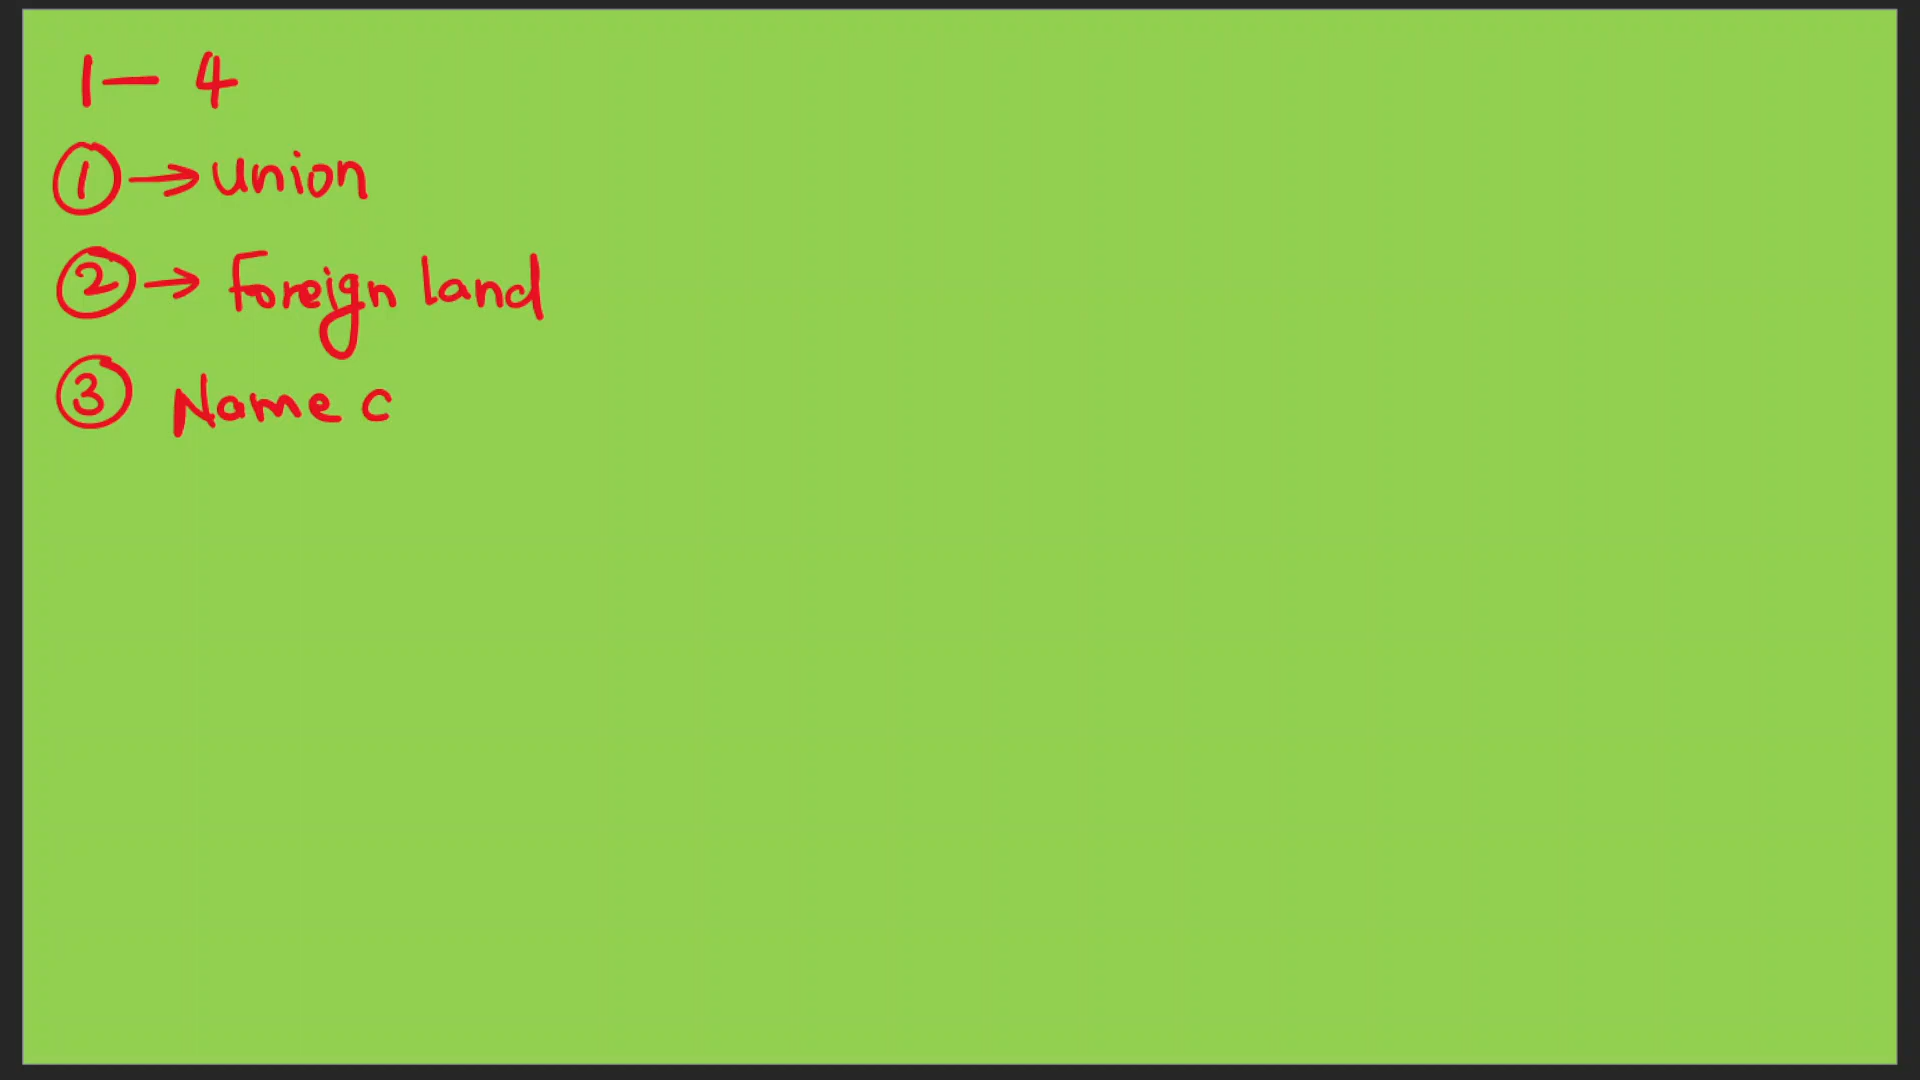 1 — 4
① → Union
② → Foreign land
③ Name c